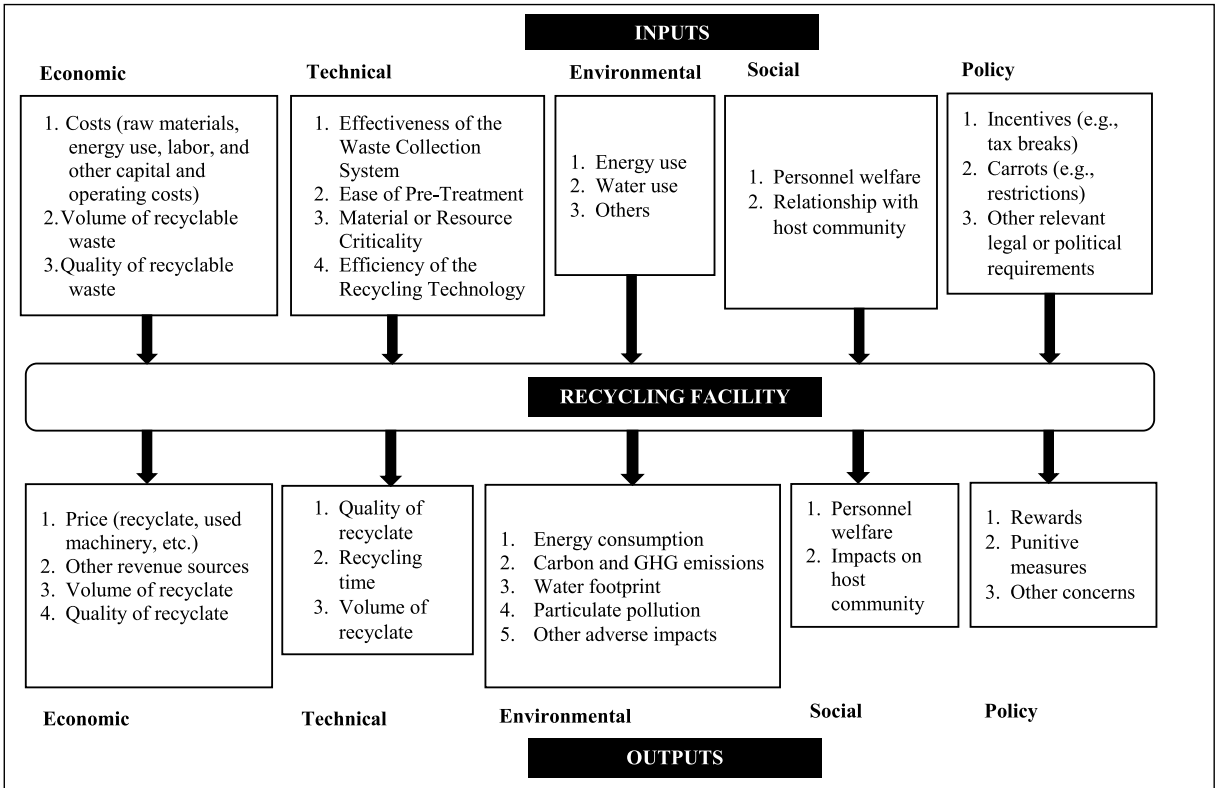 INPUTS
Economic
Technical
Environmental
Social
Policy
1. Costs (raw materials,
energy use, labor, and
other capital and
operating costs)
2. Volume of recyclable
waste
3. Quality of recyclable
waste
1. Effectiveness of the
Waste Collection
System
2. Ease of Pre-Treatment
3. Material or Resource
Criticality
4. Efficiency of the
Recycling Technology
1. Energy use
2. Water use
3. Others
1. Personnel welfare
2. Relationship with
host community
1. Incentives (e.g.,
tax breaks)
2. Carrots (e.g.,
restrictions)
3. Other relevant
legal or political
requirements
RECYCLING FACILITY
1. Price (recyclate, used
machinery, etc.)
2. Other revenue sources
3. Volume of recyclate
4. Quality of recyclate
1. Quality of
recyclate
2. Recycling
time
3. Volume of
recyclate
1. Energy consumption
2. Carbon and GHG emissions
3. Water footprint
4. Particulate pollution
5. Other adverse impacts
1. Personnel
welfare
2. Impacts on
host
community
1. Rewards
2. Punitive
measures
3. Other concerns
Economic
Technical
Environmental
Social
Policy
OUTPUTS